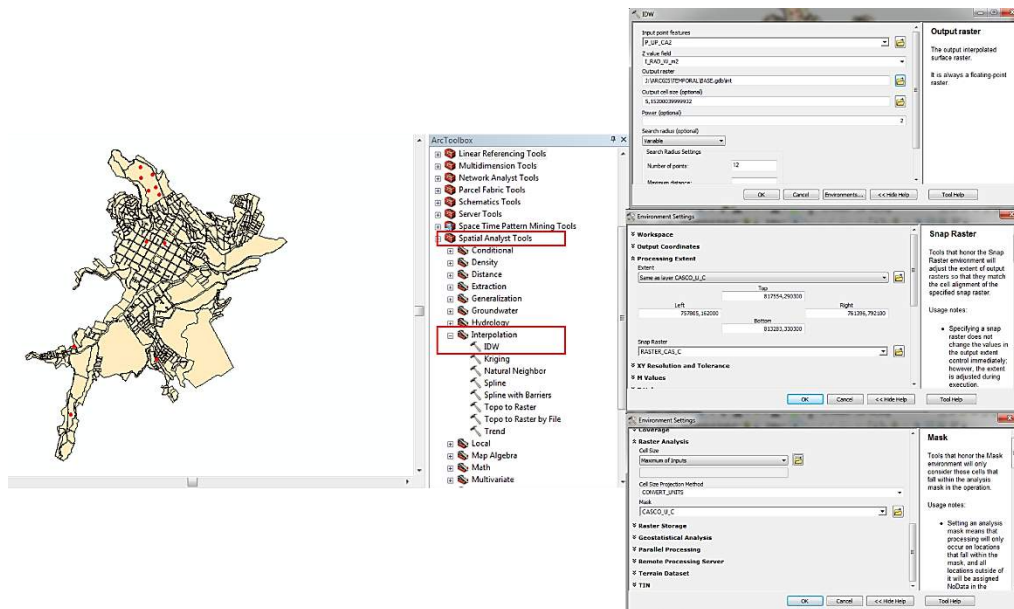 ArcToolbox
Linear Referencing Tools
Multidimension Tools
Network Analyst Tools
Parcel Fabric Tools
Schematics Tools
Server Tools
Space Time Pattern Mining Tools
Spatial Analyst Tools
Conditional
Density
Distance
Extraction
Generalization
Groundwater
Hydrology
Interpolation
IDW
Kriging
Natural Neighbor
Spline
Spline with Barriers
Topo to Raster
Topo to Raster by File
Trend
Local
Map Algebra
Math
Multivariate
IDW
Input point features
P_UP_CA2
Z value field
Output raster
Output cell size (optional)
Power (optional)
2
Search radius (optional)
Variable
Search Radius Settings
Number of points:
12
Maximum distance:
OK
Cancel
Environments...
<< Hide Help
Tool Help
Output raster
The output interpolated
surface raster.
It is always a floating-point
raster.
Environment Settings
Workspace
Output Coordinates
Processing Extent
Extent
Same as layer CASCO_U_C
Top
817554,290300
Left
Right
757805,162000
761396,792100
Bottom
813283,330300
Snap Raster
RASTER_CAS_C
XY Resolution and Tolerance
M Values
OK
Cancel
<< Hide Help
Tool Help
Snap Raster
Tools that honor the Snap
Raster environment will
adjust the extent of output
rasters so that they match
the cell alignment of the
specified snap raster.
Usage notes:
Specifying a snap
raster does not
change the values in
the output extent
control immediately;
however, the extent
is adjusted during
execution.
Environment Settings
Coverage
Raster Analysis
Cell Size
Maximum of Inputs
Cell Size Projection Method
CONVERT_UNITS
Mask
CASCO_U_C
Raster Storage
Geostatistical Analysis
Parallel Processing
Remote Processing Server
Terrain Dataset
TIN
OK
Cancel
<< Hide Help
Tool Help
Mask
Tools that honor the Mask
environment will only
consider those cells that
fall within the analysis
mask in the operation.
Usage notes:
Setting an analysis
mask means that
processing will only
occur on locations
that fall within the
mask, and all
locations outside of
it will be assigned
NoData in the